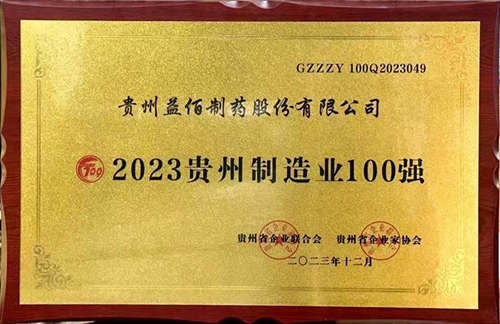 GZZZY 100Q2023049
贵州益佰制药股份有限公司
100 2023贵州制造业100强
贵州省企业联合会 贵州省企业家协会
二〇二三年十二月